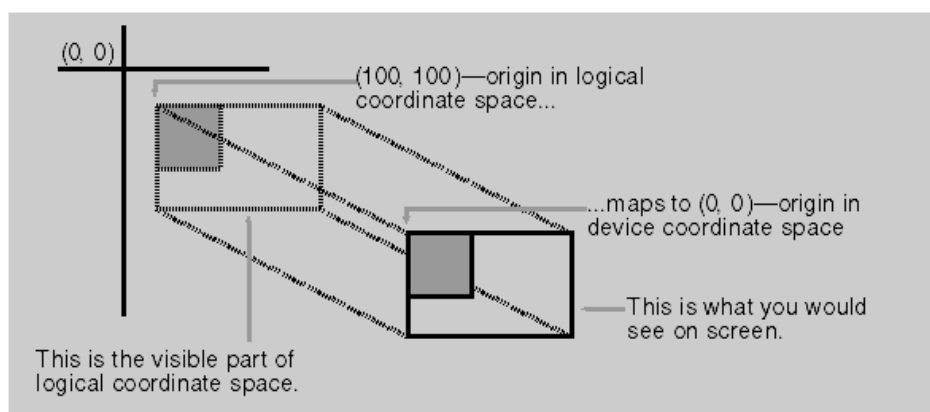 (0, 0)
(100, 100)—origin in logical
coordinate space...
...maps to (0, 0)—origin in
device coordinate space
This is what you would
see on screen.
This is the visible part of
logical coordinate space.